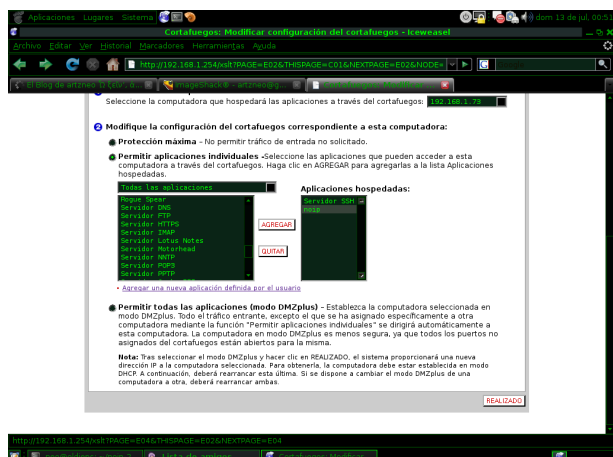 Aplicaciones Lugares Sistema
dom 13 de jul, 00:51
Cortafuegos: Modificar configuración del cortafuegos - Iceweasel
Archivo Editar Ver Historial Marcadores Herramientas Ayuda
http://192.168.1.254/xslt?PAGE=E02&THISPAGE=C01&NEXTPAGE=E02&NODE=
G
El Blog de artzneo
ImageShack® - artzneo@g...
Seleccione la computadora que hospedará las aplicaciones a través del cortafuegos: 192.168.1.73
2 Modifique la configuración del cortafuegos correspondiente a esta computadora:
Protección máxima – No permitir tráfico de entrada no solicitado.
Permitir aplicaciones individuales -Seleccione las aplicaciones que pueden acceder a esta
computadora a través del cortafuegos. Haga clic en AGREGAR para agregarlas a la lista Aplicaciones
hospedadas.
Todas las aplicaciones
Aplicaciones hospedadas:
Rogue Spear
Servidor DNS
Servidor FTP
Servidor HTTPS
Servidor IMAP
Servidor Lotus Notes
Servidor Motorhead
Servidor NNTP
Servidor POP3
Servidor PPTP
AGREGAR
QUITAR
Servidor SSH
noip
• Agregar una nueva aplicación definida por el usuario
Permitir todas las aplicaciones (modo DMZplus) – Establezca la computadora seleccionada en
modo DMZplus. Todo el tráfico entrante, excepto el que se ha asignado específicamente a otra
computadora mediante la función "Permitir aplicaciones individuales" se dirigirá automáticamente a
esta computadora. La computadora en modo DMZplus es menos segura, ya que todos los puertos no
asignados del cortafuegos están abiertos para la misma.
Nota: Tras seleccionar el modo DMZplus y hacer clic en REALIZADO, el sistema proporcionará una nueva
dirección IP a la computadora seleccionada. Para obtenerla, la computadora debe estar establecida en modo
DHCP. A continuación, deberá rearrancar esta última. Si se dispone a cambiar el modo DMZplus de una
computadora a otra, deberá rearrancar ambas.
REALIZADO
http://192.168.1.254/xslt?PAGE=E04&THISPAGE=E02&NEXTPAGE=E04
Lista de amigos
Cortafuegos: Modificar